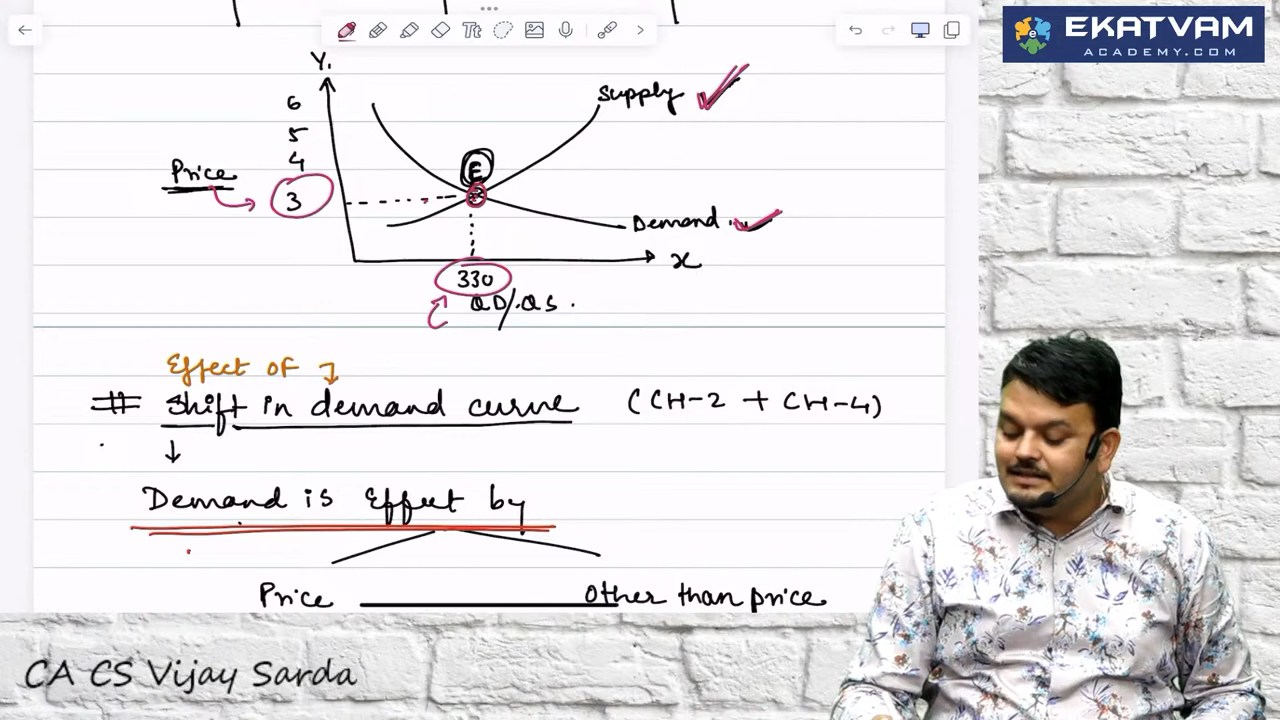 EKATVAM
ACADEMY.COM
Tt
Y.
6
5
4
3
Price
Supply
E
Demand
x
330
QD/QS
Effect of
# Shift in demand curve (CH-2 + CH-4)
Demand is Effect by
Price Other than price
CA CS Vijay Sarda